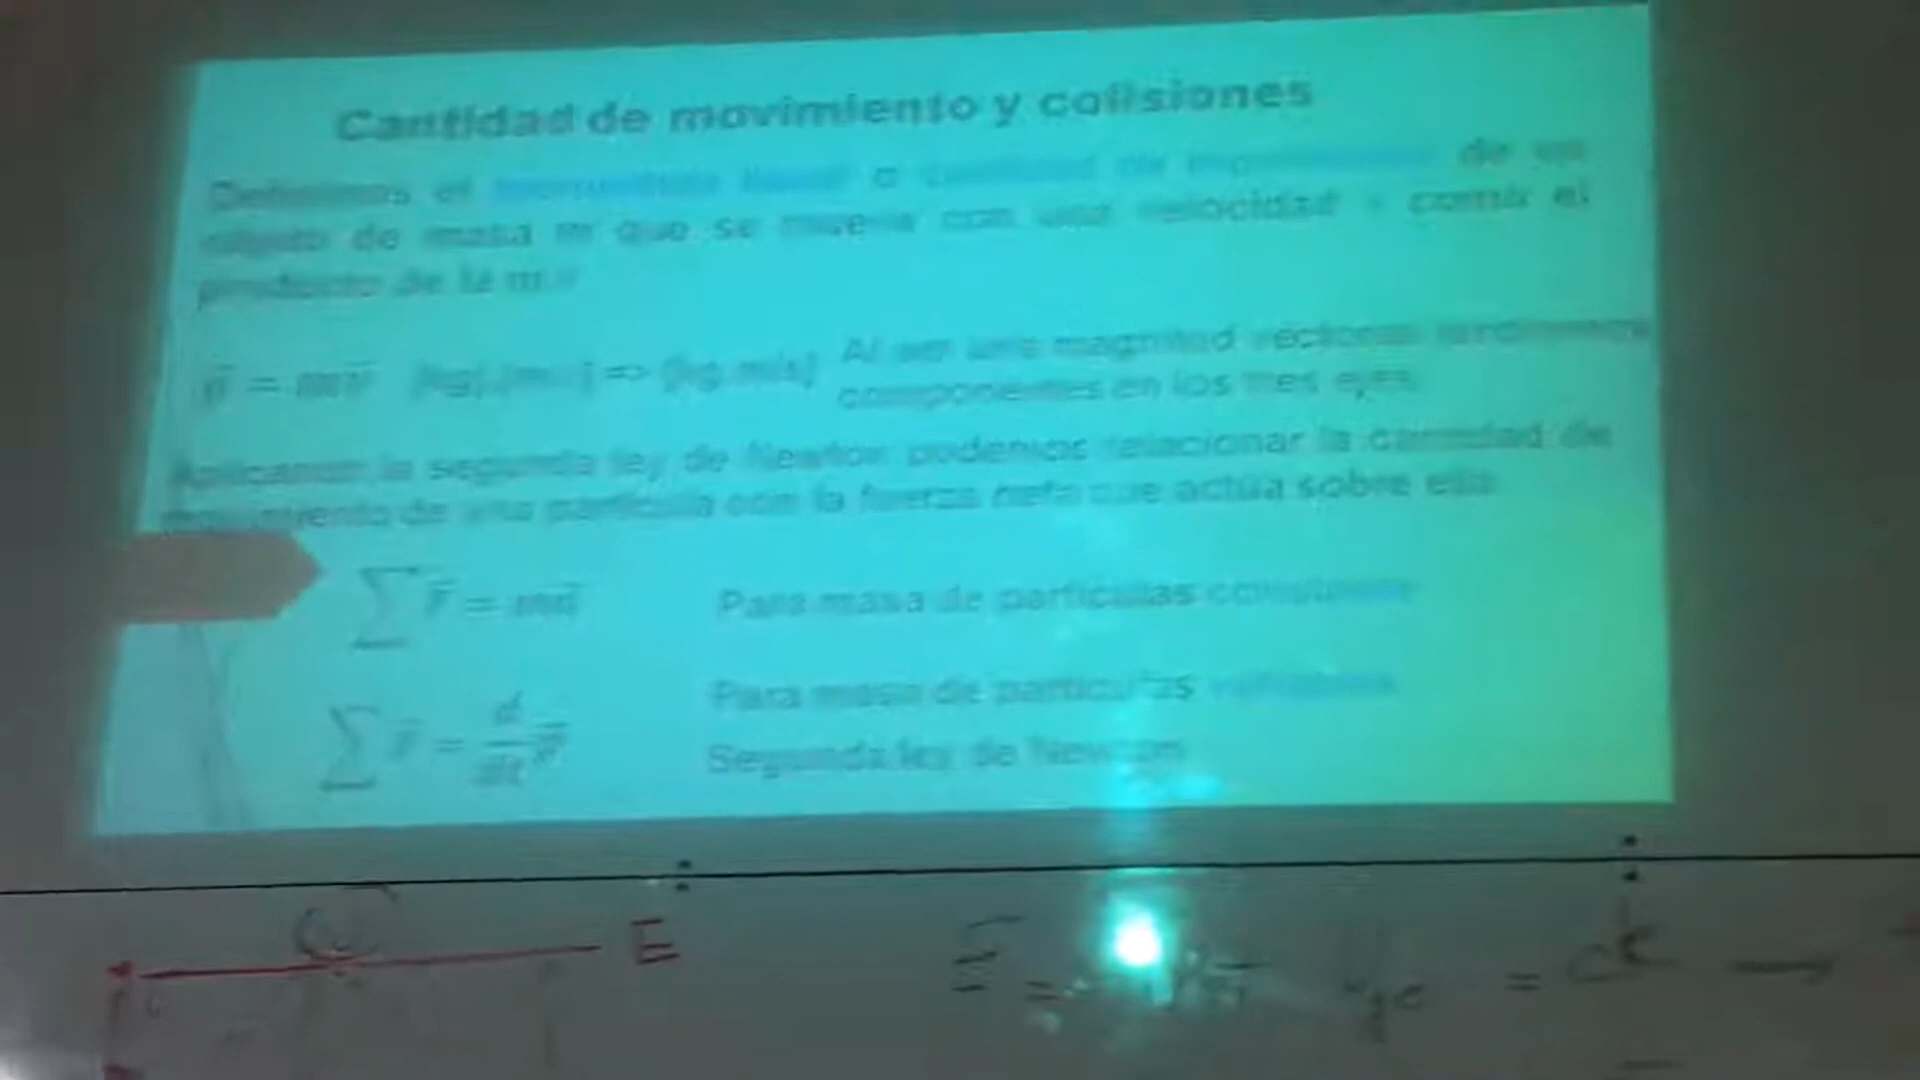 Cantidad de movimiento y colisiones
Definimos el momentum lineal o cantidad de movimiento de un
objeto de masa m que se mueve con una velocidad v como el
producto de la m.v
p⃗ = mv⃗ [kg].[m/s] => [kg.m/s] Al ser una magnitud vectorial tendremos
componentes en los tres ejes
Aplicando la segunda ley de Newton podemos relacionar la cantidad de
movimiento de una partícula con la fuerza neta que actúa sobre ella
∑ F⃗ = ma⃗ Para masa de partículas constante
∑ F⃗ = d/dt p⃗ Para masa de partículas variables
Segunda ley de Newton
E